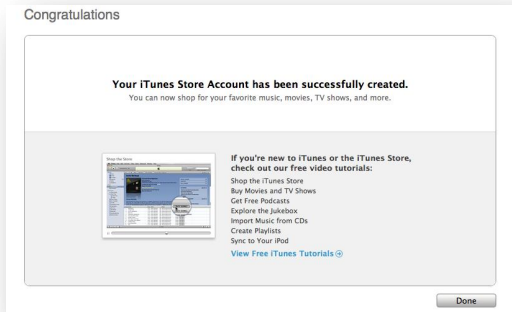 Congratulations
Your iTunes Store Account has been successfully created.
You can now shop for your favorite music, movies, TV shows, and more.
Shop the Store
If you're new to iTunes or the iTunes Store,
check out our free video tutorials:
Shop the iTunes Store
Buy Movies and TV Shows
Get Free Podcasts
Explore the Jukebox
Import Music from CDs
Create Playlists
Sync to Your iPod
View Free iTunes Tutorials
Done